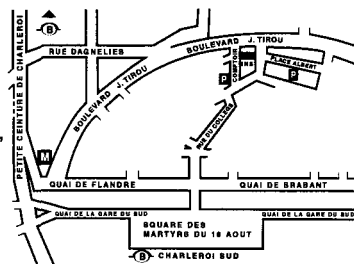 B
RUE DAGNELIES
PETITE CEINTURE DE CHARLEROI
BOULEVARD J. TIROU
BOULEVARD J. TIROU
COMPTOIR
INS
P
PLACE ALBERT
P
RUE DU COLLEGE
M
QUAI DE FLANDRE
QUAI DE BRABANT
QUAI DE LA GARE DU SUD
QUAI DE LA GARE DU SUD
SQUARE DES
MARTYRS DU 18 AOUT
B CHARLEROI SUD